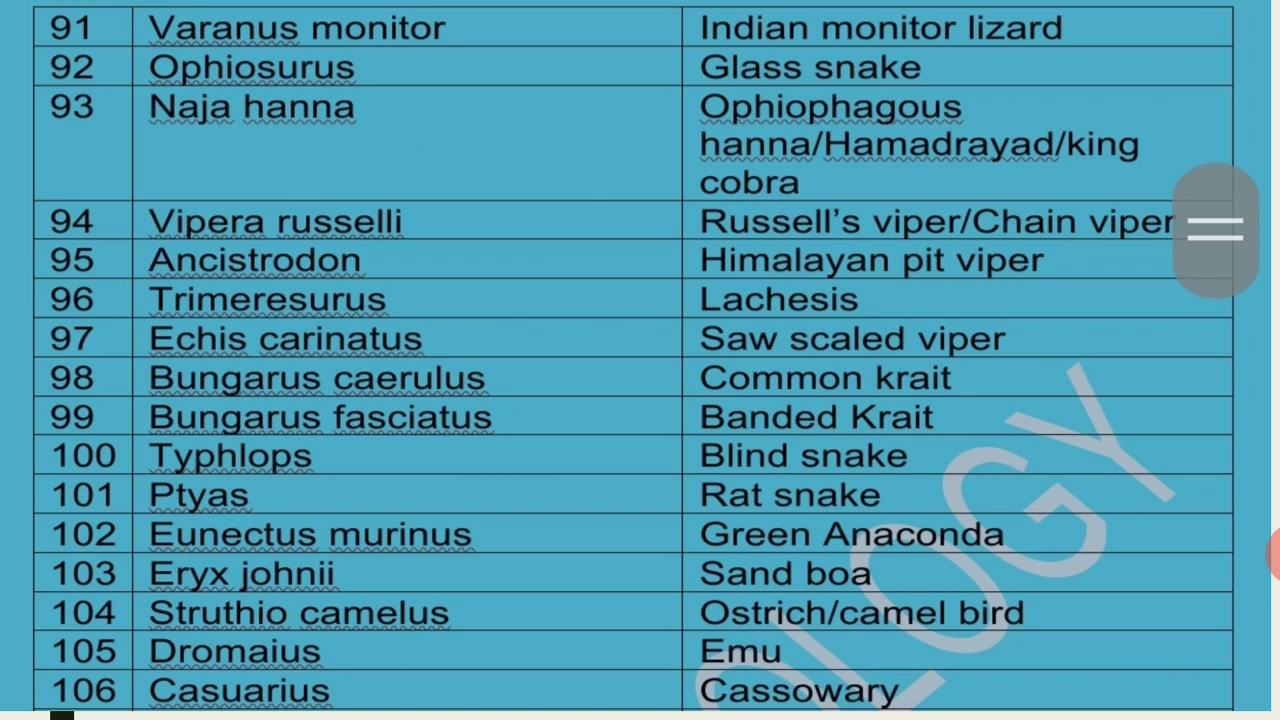 91 Varanus monitor Indian monitor lizard
92 Ophiosurus Glass snake
93 Naja hanna Ophiophagous
hanna/Hamadrayad/king
cobra
94 Vipera russelli Russell's viper/Chain viper
95 Ancistrodon Himalayan pit viper
96 Trimeresurus Lachesis
97 Echis carinatus Saw scaled viper
98 Bungarus caerulus Common krait
99 Bungarus fasciatus Banded Krait
100 Typhlops Blind snake
101 Ptyas Rat snake
102 Eunectus murinus Green Anaconda
103 Eryx johnii Sand boa
104 Struthio camelus Ostrich/camel bird
105 Dromaius Emu
106 Casuarius Cassowary
OLOGY